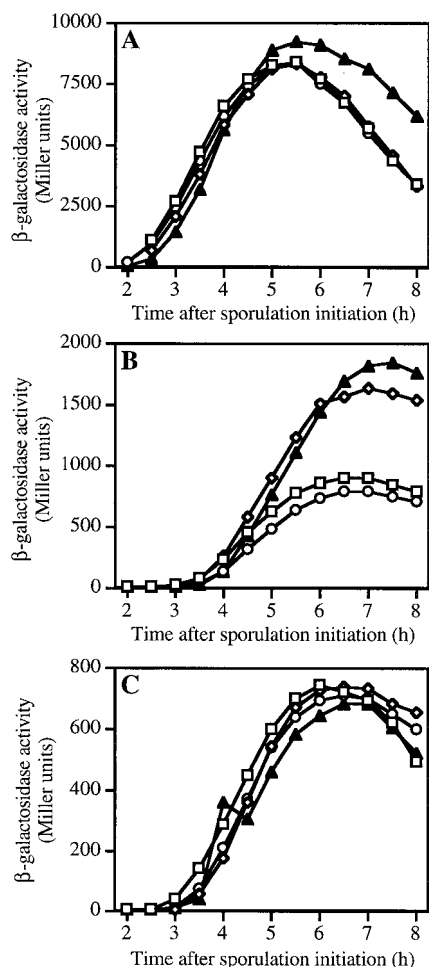 A
β-galactosidase activity
(Miller units)
10000
7500
5000
2500
0
2 3 4 5 6 7 8
Time after sporulation initiation (h)
B
β-galactosidase activity
(Miller units)
2000
1500
1000
500
0
2 3 4 5 6 7 8
Time after sporulation initiation (h)
C
β-galactosidase activity
(Miller units)
800
600
400
200
0
2 3 4 5 6 7 8
Time after sporulation initiation (h)